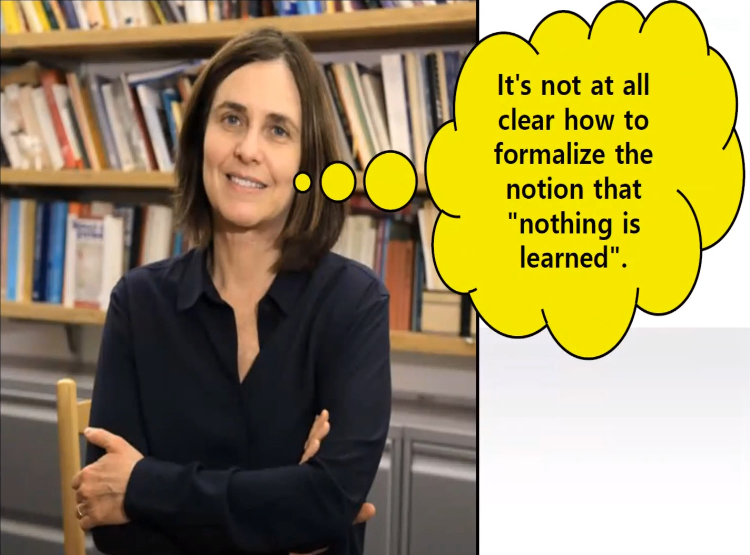 It's not at all
clear how to
formalize the
notion that
"nothing is
learned".